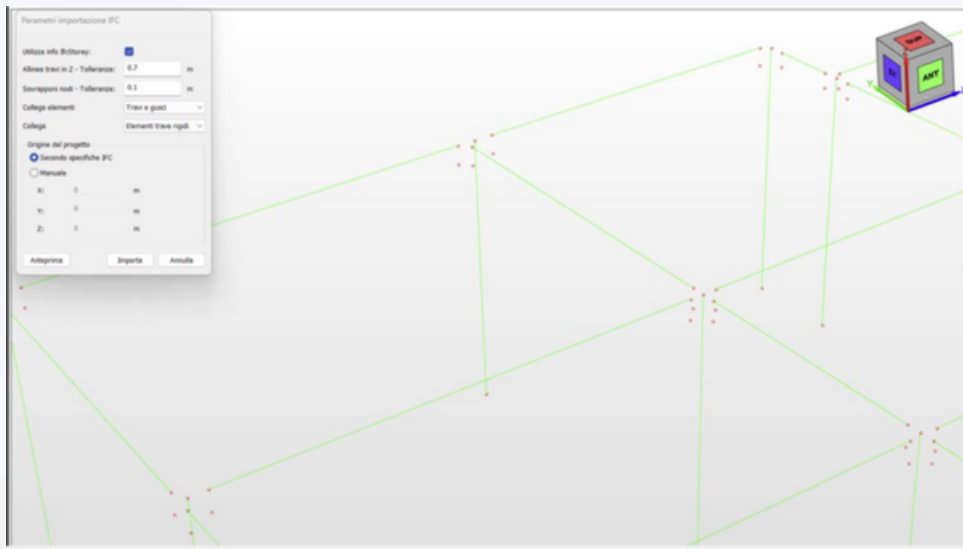 Parametri importazione IFC
Utilizza info IfcStorey:
Allinea travi in Z - Tolleranza: 0.7 m
Sovrapponi nodi - Tolleranza: 0.1 m
Collega elementi Travi e gusci
Collega Elementi trave rigidi
Origine del progetto
Secondo specifiche IFC
Manuale
X: 0 m
Y: 0 m
Z: 0 m
Anteprima Importa Annulla
ANT